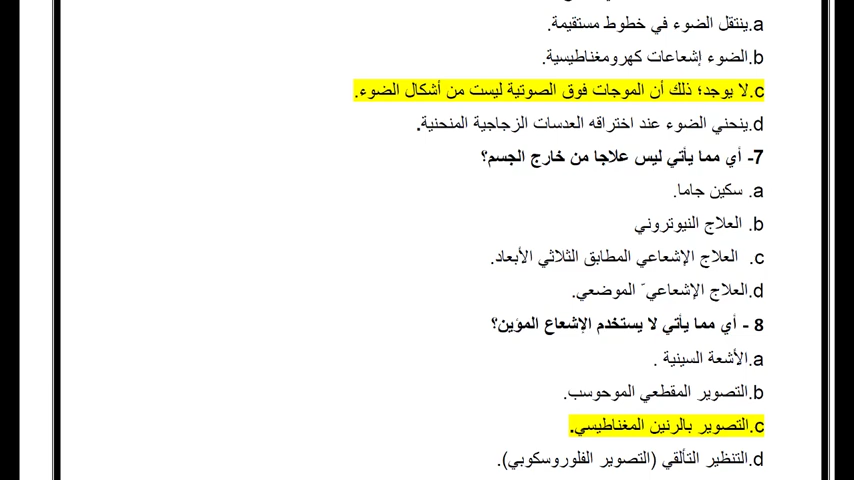 a.ينتقل الضوء في خطوط مستقيمة.
b.الضوء إشعاعات كهرومغناطيسية.
c.لا يوجد؛ ذلك أن الموجات فوق الصوتية ليست من أشكال الضوء.
d.ينحني الضوء عند اختراقه العدسات الزجاجية المنحنية.
7- أي مما يأتي ليس علاجا من خارج الجسم؟
a. سكين جاما.
b. العلاج النيوتروني
c. العلاج الإشعاعي المطابق الثلاثي الأبعاد.
d.العلاج الإشعاعيّ الموضعي.
8 - أي مما يأتي لا يستخدم الإشعاع المؤين؟
a.الأشعة السينية .
b.التصوير المقطعي الموحوسب.
c.التصوير بالرنين المغناطيسي.
d.التنظير التألقي (التصوير الفلوروسكوبي).